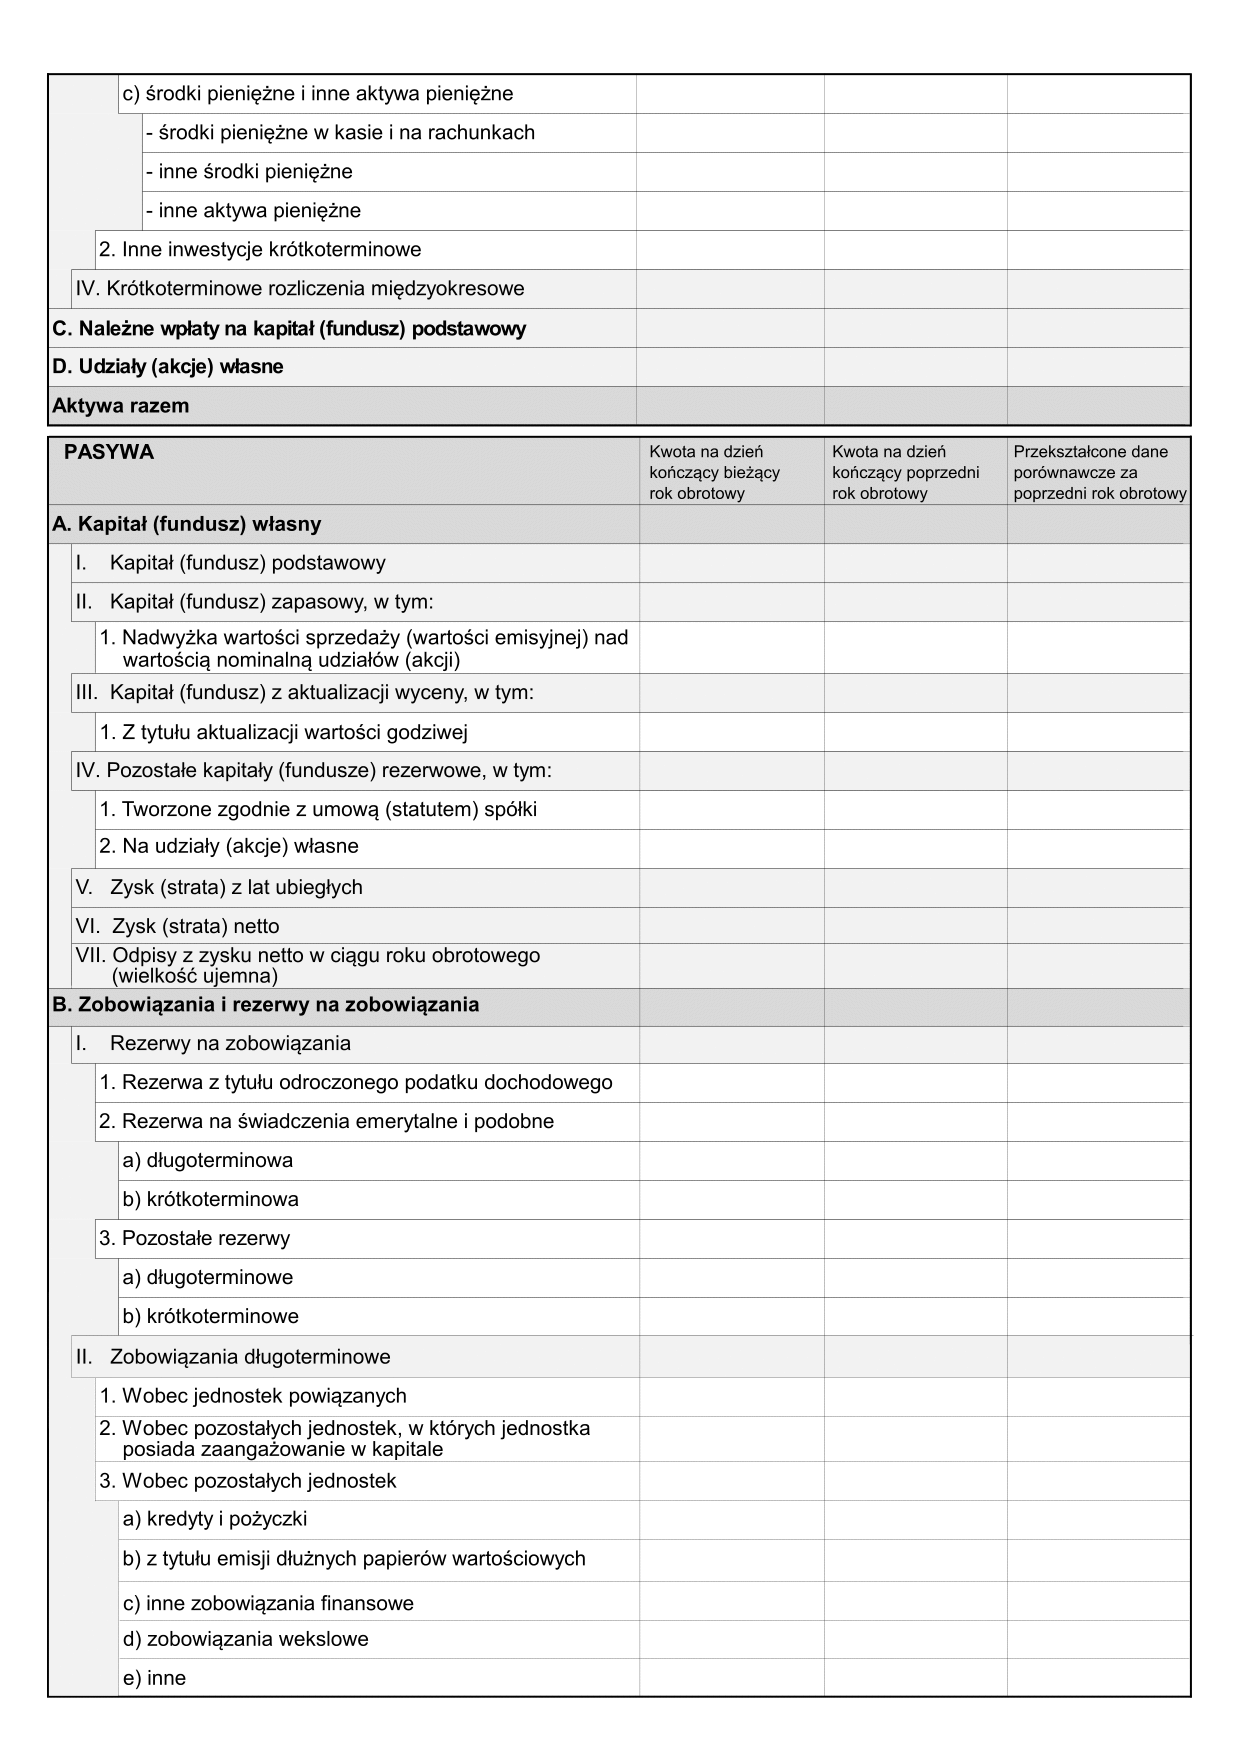 c) środki pieniężne i inne aktywa pieniężne
- środki pieniężne w kasie i na rachunkach
- inne środki pieniężne
- inne aktywa pieniężne
2. Inne inwestycje krótkoterminowe
IV. Krótkoterminowe rozliczenia międzyokresowe
C. Należne wpłaty na kapitał (fundusz) podstawowy
D. Udziały (akcje) własne
Aktywa razem
PASYWA
Kwota na dzień
kończący bieżący
rok obrotowy
Kwota na dzień
kończący poprzedni
rok obrotowy
Przekształcone dane
porównawcze za
poprzedni rok obrotowy
A. Kapitał (fundusz) własny
I. Kapitał (fundusz) podstawowy
II. Kapitał (fundusz) zapasowy, w tym:
1. Nadwyżka wartości sprzedaży (wartości emisyjnej) nad
wartością nominalną udziałów (akcji)
III. Kapitał (fundusz) z aktualizacji wyceny, w tym:
1. Z tytułu aktualizacji wartości godziwej
IV. Pozostałe kapitały (fundusze) rezerwowe, w tym:
1. Tworzone zgodnie z umową (statutem) spółki
2. Na udziały (akcje) własne
V. Zysk (strata) z lat ubiegłych
VI. Zysk (strata) netto
VII. Odpisy z zysku netto w ciągu roku obrotowego
(wielkość ujemna)
B. Zobowiązania i rezerwy na zobowiązania
I. Rezerwy na zobowiązania
1. Rezerwa z tytułu odroczonego podatku dochodowego
2. Rezerwa na świadczenia emerytalne i podobne
a) długoterminowa
b) krótkoterminowa
3. Pozostałe rezerwy
a) długoterminowe
b) krótkoterminowe
II. Zobowiązania długoterminowe
1. Wobec jednostek powiązanych
2. Wobec pozostałych jednostek, w których jednostka
posiada zaangażowanie w kapitale
3. Wobec pozostałych jednostek
a) kredyty i pożyczki
b) z tytułu emisji dłużnych papierów wartościowych
c) inne zobowiązania finansowe
d) zobowiązania wekslowe
e) inne